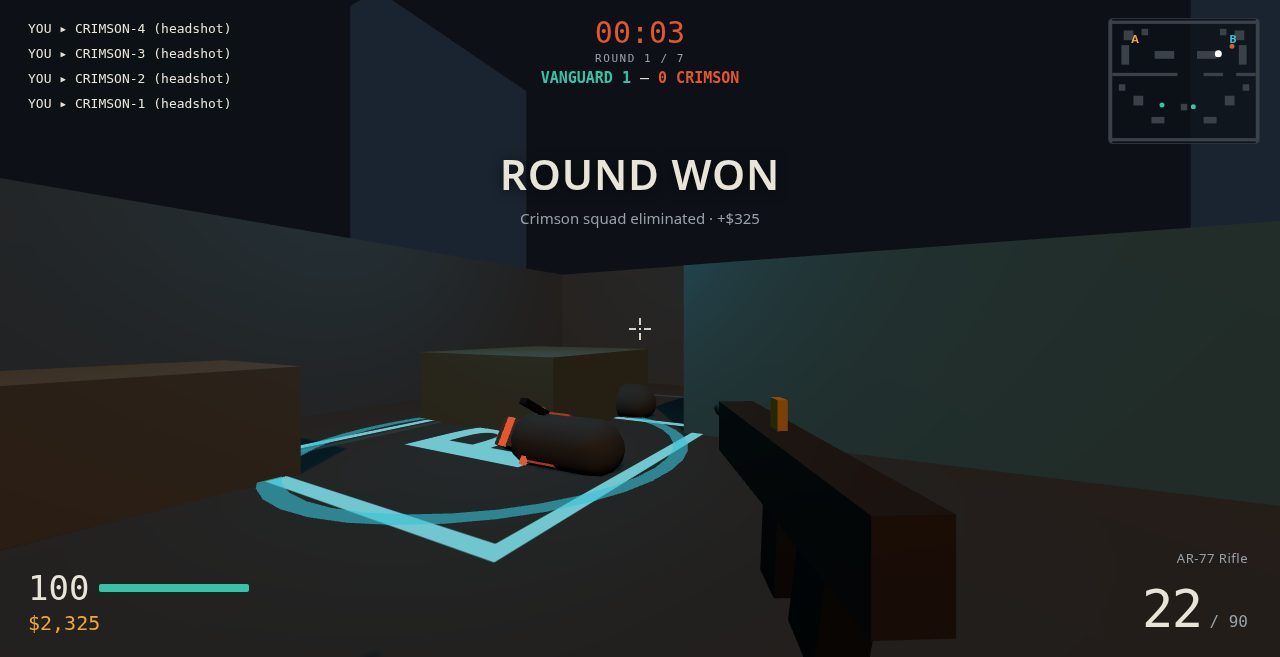 YOU ▸ CRIMSON-4 (headshot)
YOU ▸ CRIMSON-3 (headshot)
YOU ▸ CRIMSON-2 (headshot)
YOU ▸ CRIMSON-1 (headshot)
00:03
ROUND 1 / 7
VANGUARD 1 — 0 CRIMSON
A B
ROUND WON
Crimson squad eliminated · +$325
100
$2,325
AR-77 Rifle
22 / 90